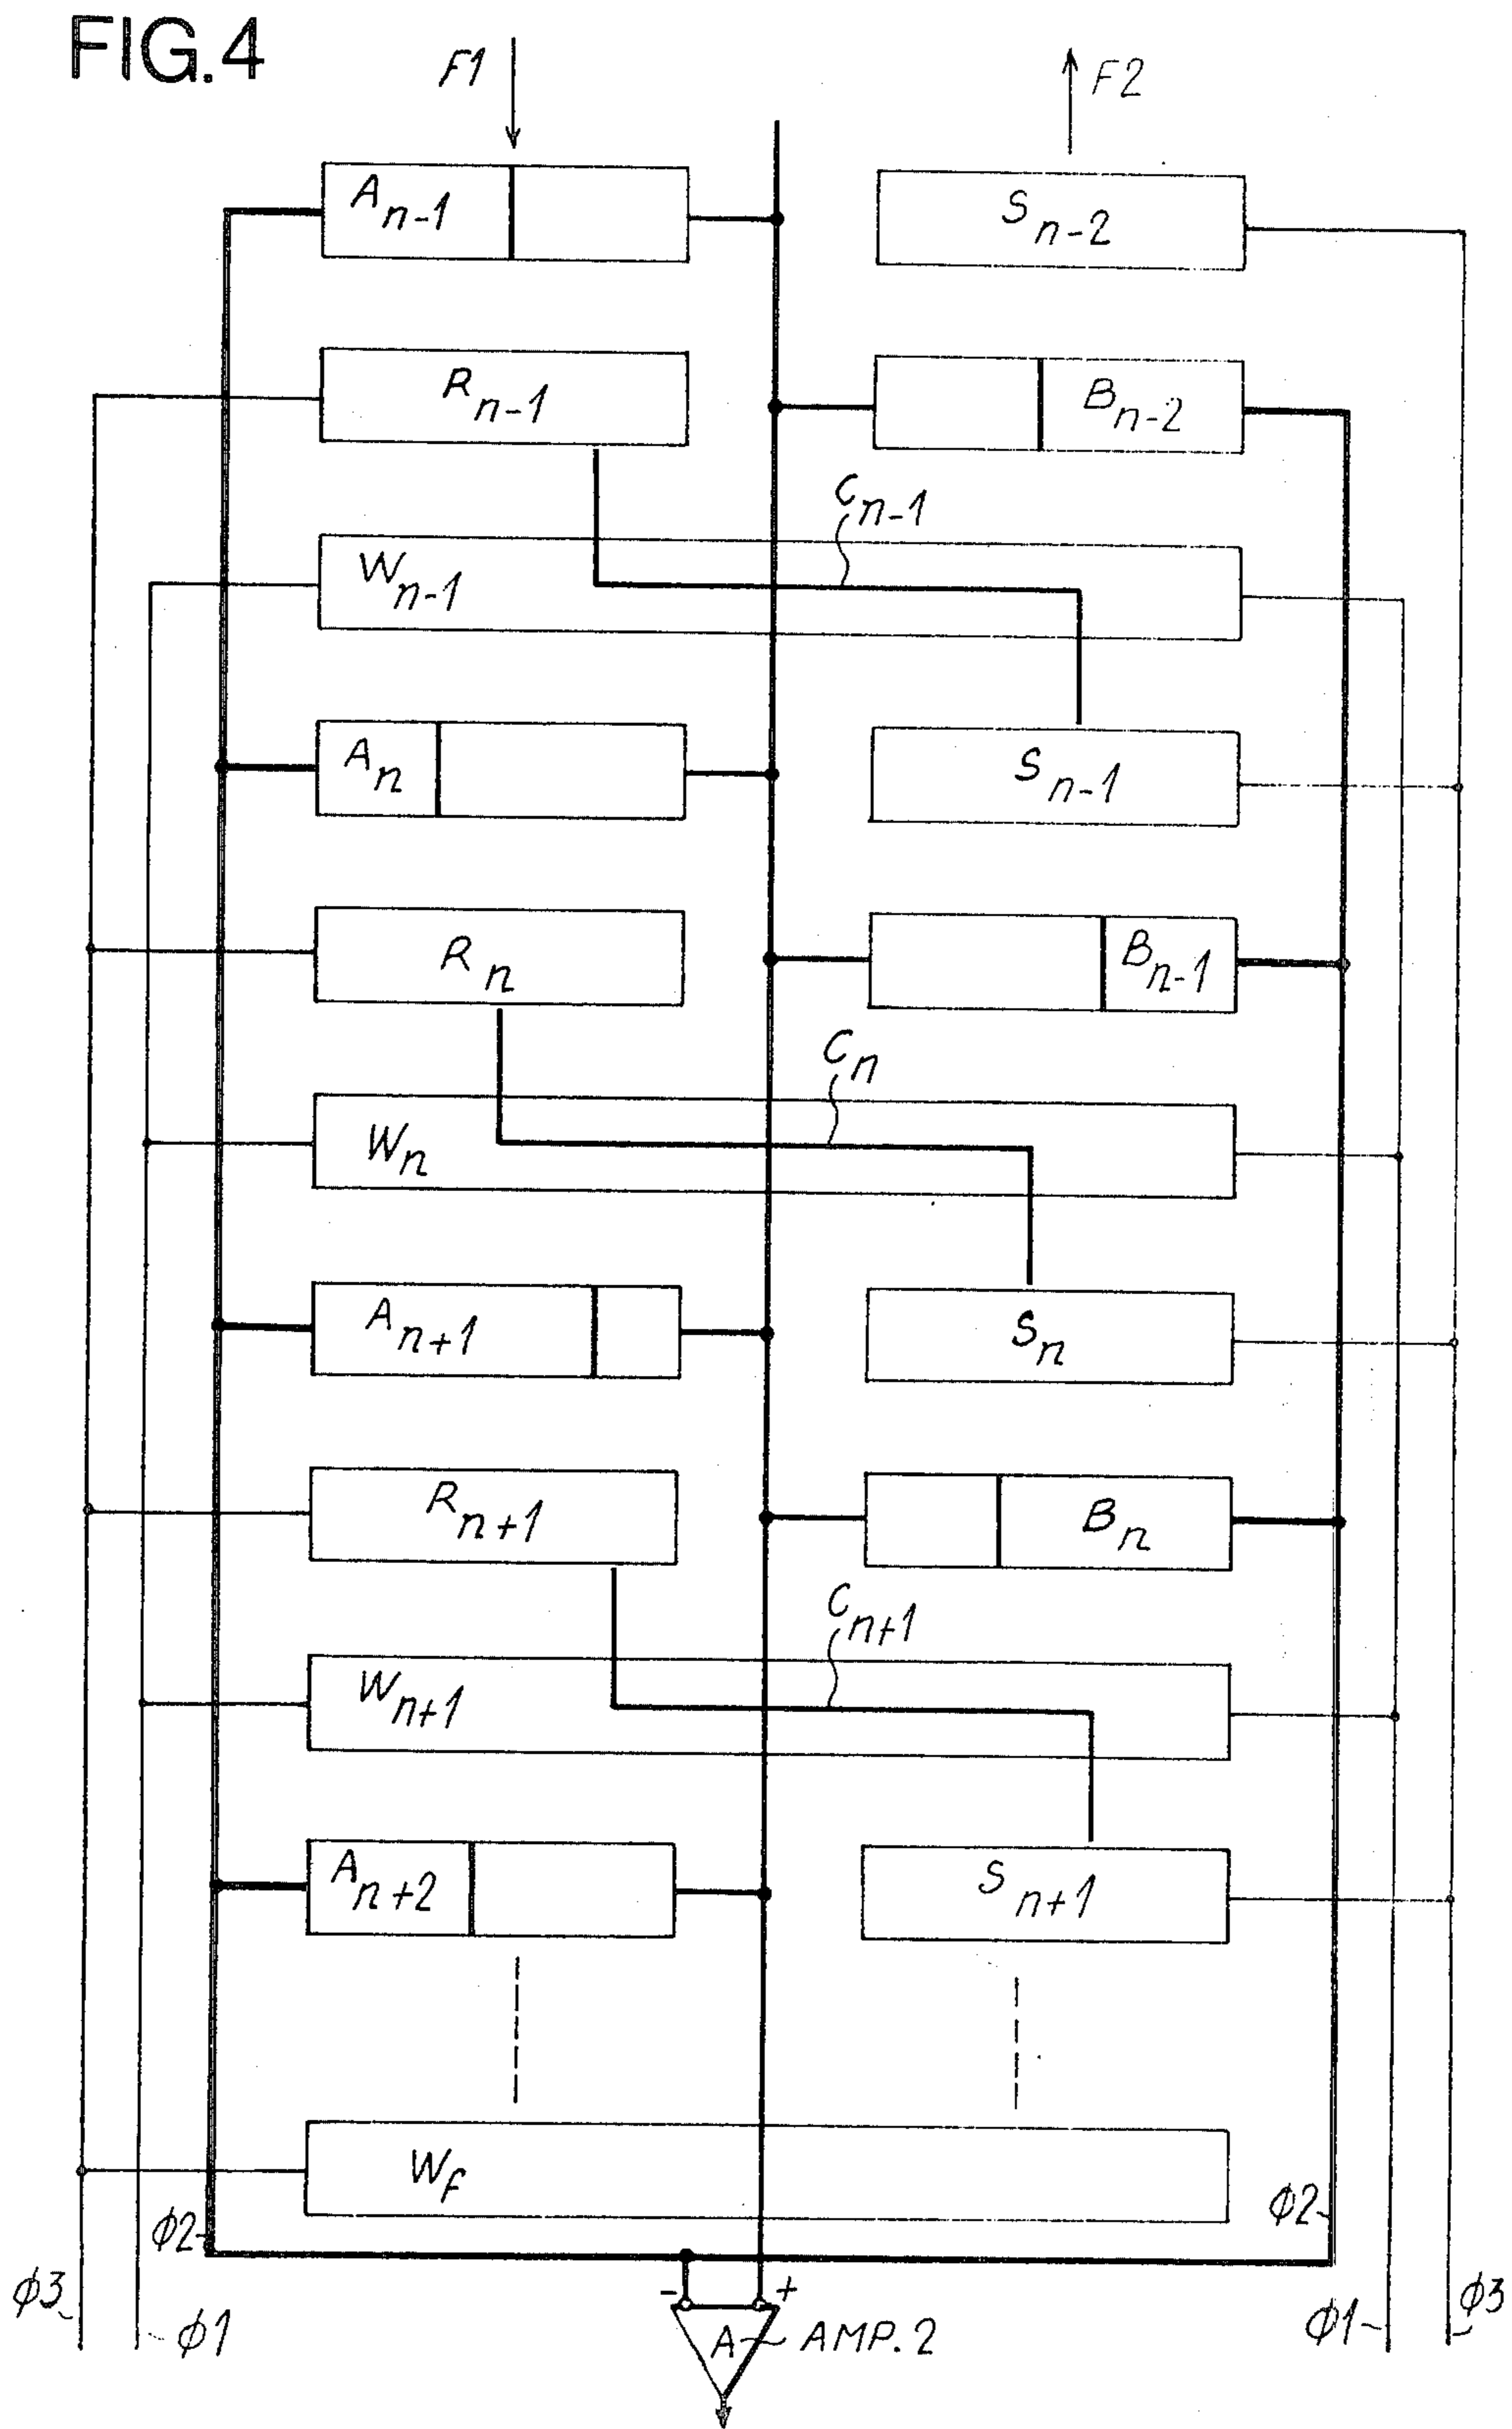 FIG.4
F1
F2
A n-1
S n-2
R n-1
B n-2
C n-1
W n-1
A n
S n-1
R n
B n-1
C n
W n
A n+1
S n
R n+1
B n
C n+1
W n+1
A n+2
S n+1
W f
ϕ2
ϕ2
ϕ3
ϕ1
- +
A
AMP.2
ϕ1
ϕ3